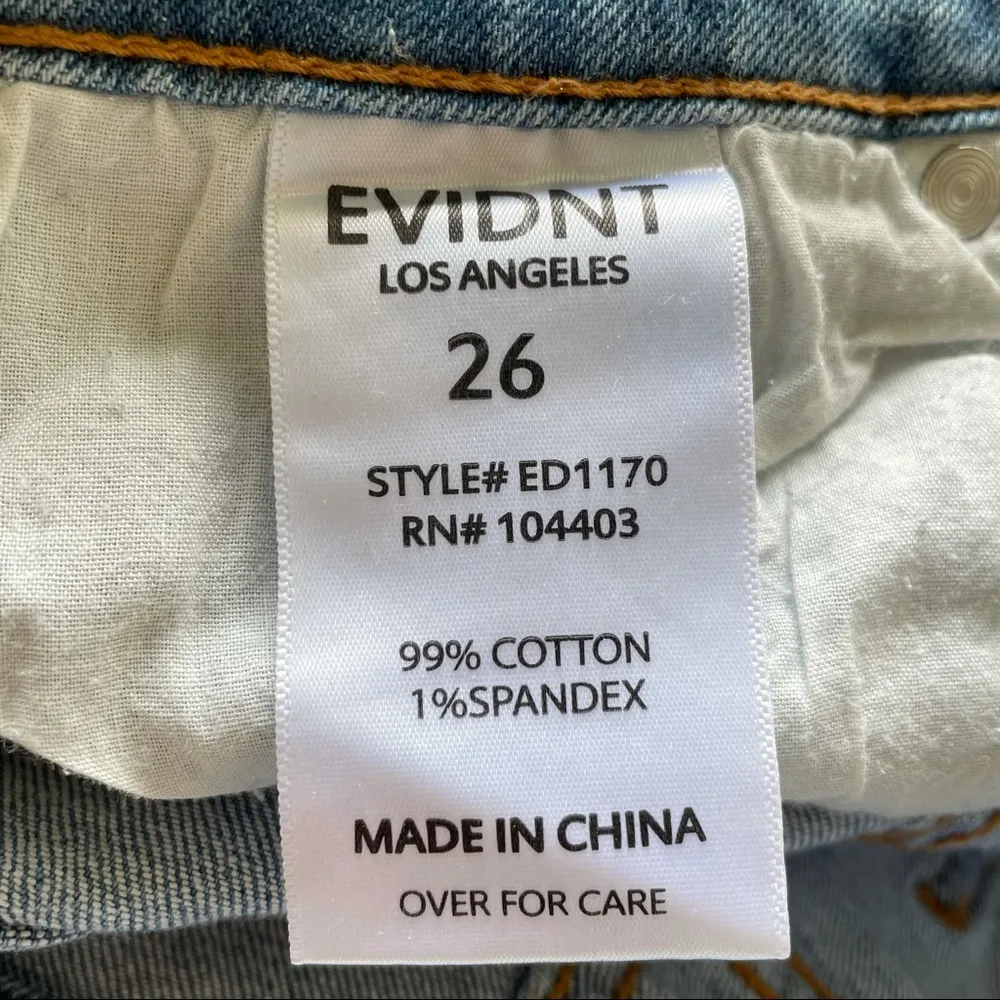 EVIDNT
LOS ANGELES
26
STYLE# ED1170
RN# 104403
99% COTTON
1%SPANDEX
MADE IN CHINA
OVER FOR CARE